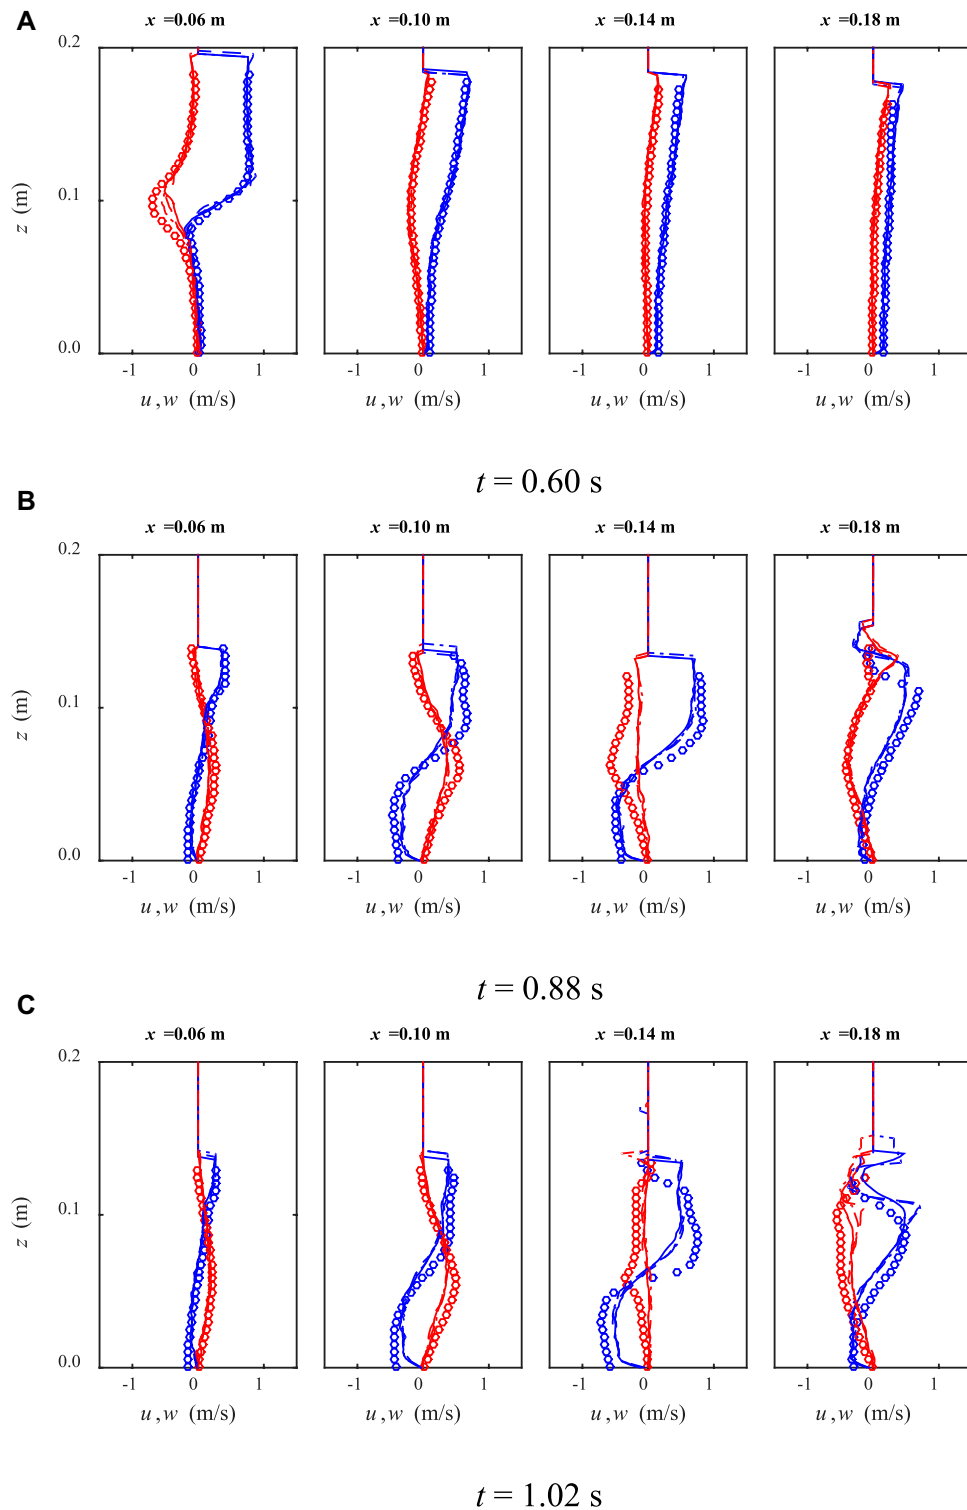 A
x =0.06 m x =0.10 m x =0.14 m x =0.18 m
0.2
z (m)
0.1
0.0
-1 0 1 -1 0 1 -1 0 1 -1 0 1
u ,w (m/s) u ,w (m/s) u ,w (m/s) u ,w (m/s)
t = 0.60 s
B
x =0.06 m x =0.10 m x =0.14 m x =0.18 m
0.2
z (m)
0.1
0.0
-1 0 1 -1 0 1 -1 0 1 -1 0 1
u ,w (m/s) u ,w (m/s) u ,w (m/s) u ,w (m/s)
t = 0.88 s
C
x =0.06 m x =0.10 m x =0.14 m x =0.18 m
0.2
z (m)
0.1
0.0
-1 0 1 -1 0 1 -1 0 1 -1 0 1
u ,w (m/s) u ,w (m/s) u ,w (m/s) u ,w (m/s)
t = 1.02 s